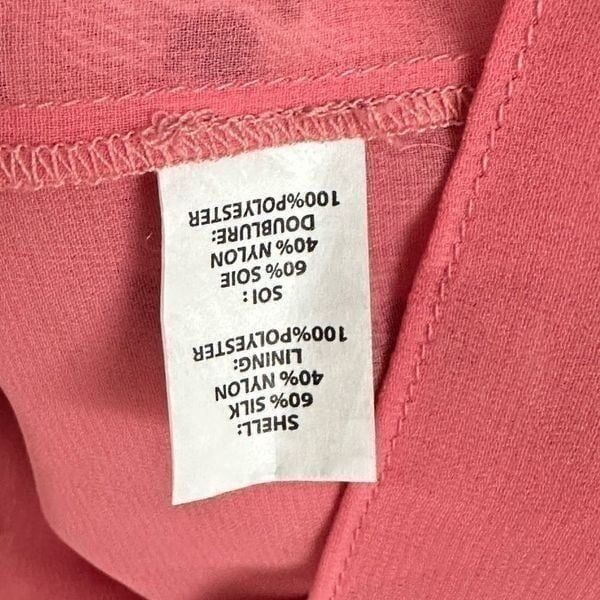 SHELL:
60% SILK
40% NYLON
LINING:
100%POLYESTER
SOI :
60% SOIE
40% NYLON
DOUBLURE:
100%POLYESTER